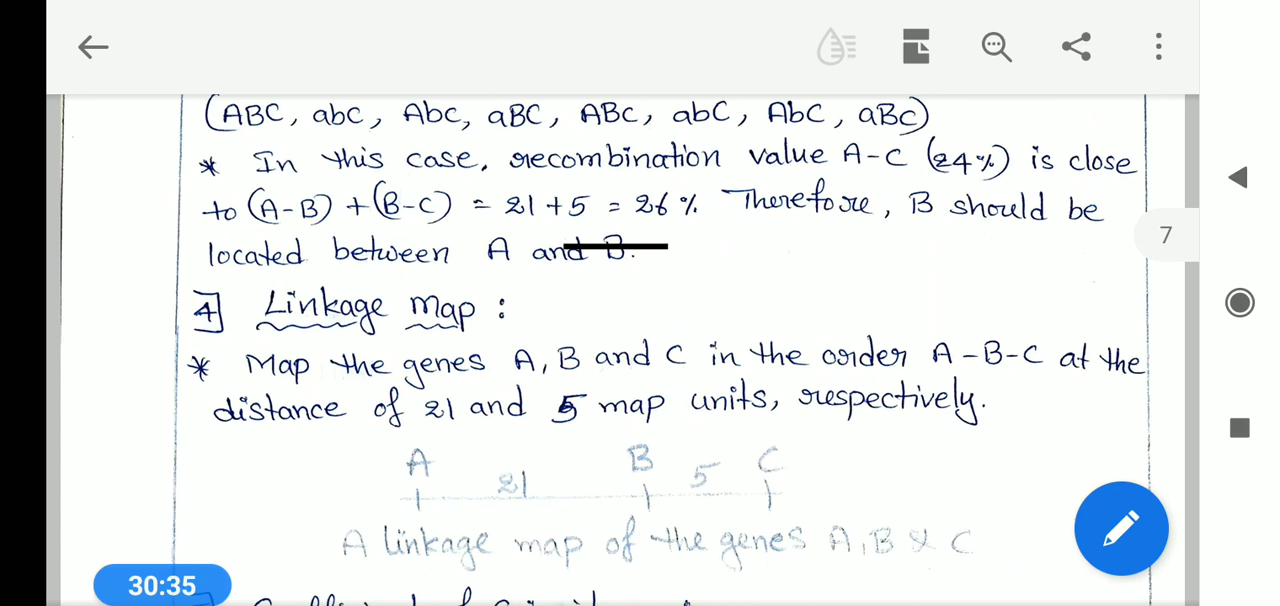 (ABC, abc, Abc, aBC, ABc, abC, AbC, aBc)
* In this case, recombination value A-C (24%) is close
to (A-B) + (B-C) = 21 + 5 = 26 % Therefore, B should be
located between A and B.
7
4] Linkage map :
* Map the genes A, B and C in the order A-B-C at the
distance of 21 and 5 map units, respectively.
A B C
21 5
A linkage map of the genes A, B & C
30:35